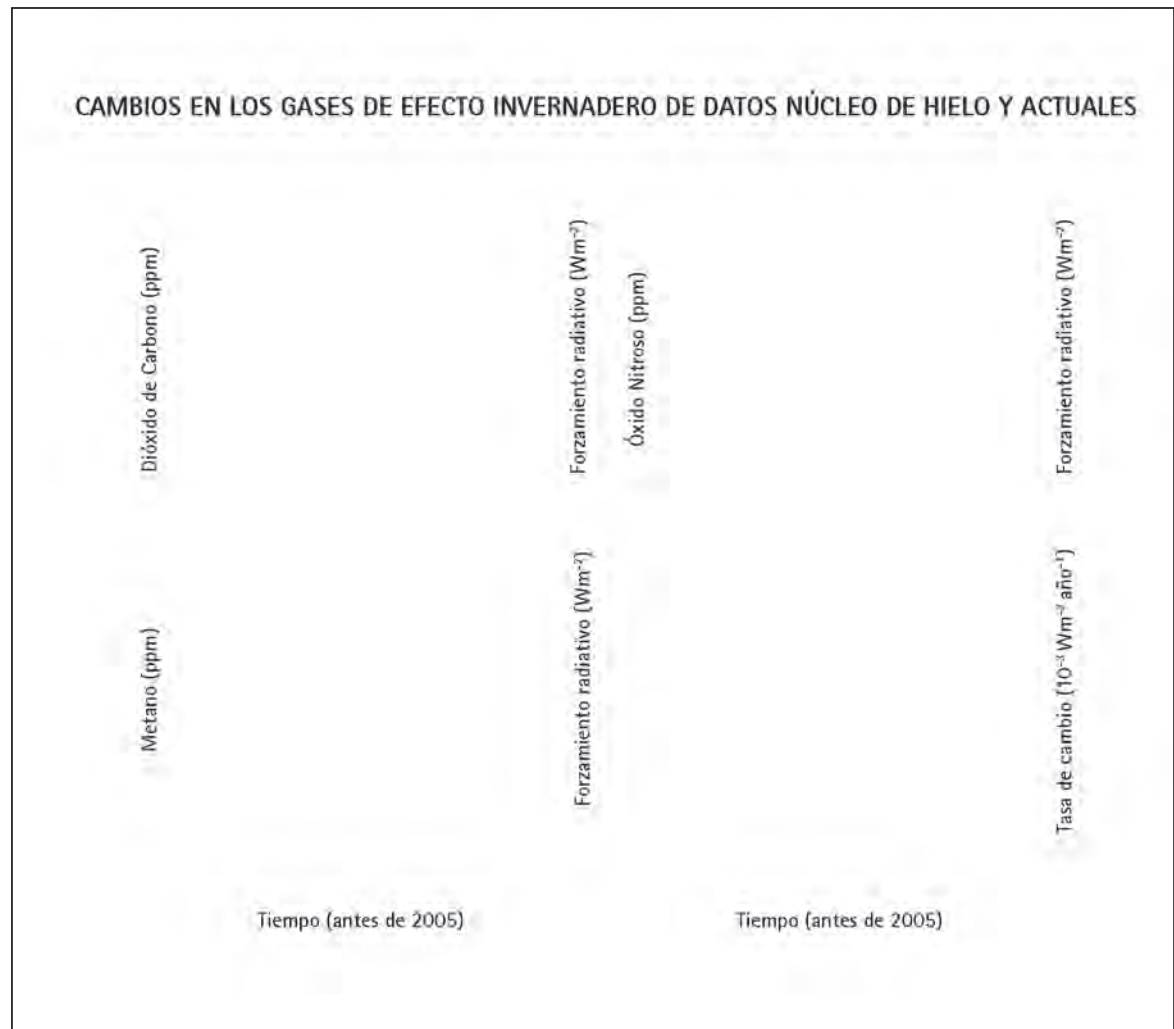 CAMBIOS EN LOS GASES DE EFECTO INVERNADERO DE DATOS NÚCLEO DE HIELO Y ACTUALES
Dióxido de Carbono (ppm)
Forzamiento radiativo (Wm⁻²)
Óxido Nitroso (ppm)
Forzamiento radiativo (Wm⁻²)
Metano (ppm)
Forzamiento radiativo (Wm⁻²)
Tasa de cambio (10⁻³ Wm⁻² año⁻¹)
Tiempo (antes de 2005)
Tiempo (antes de 2005)